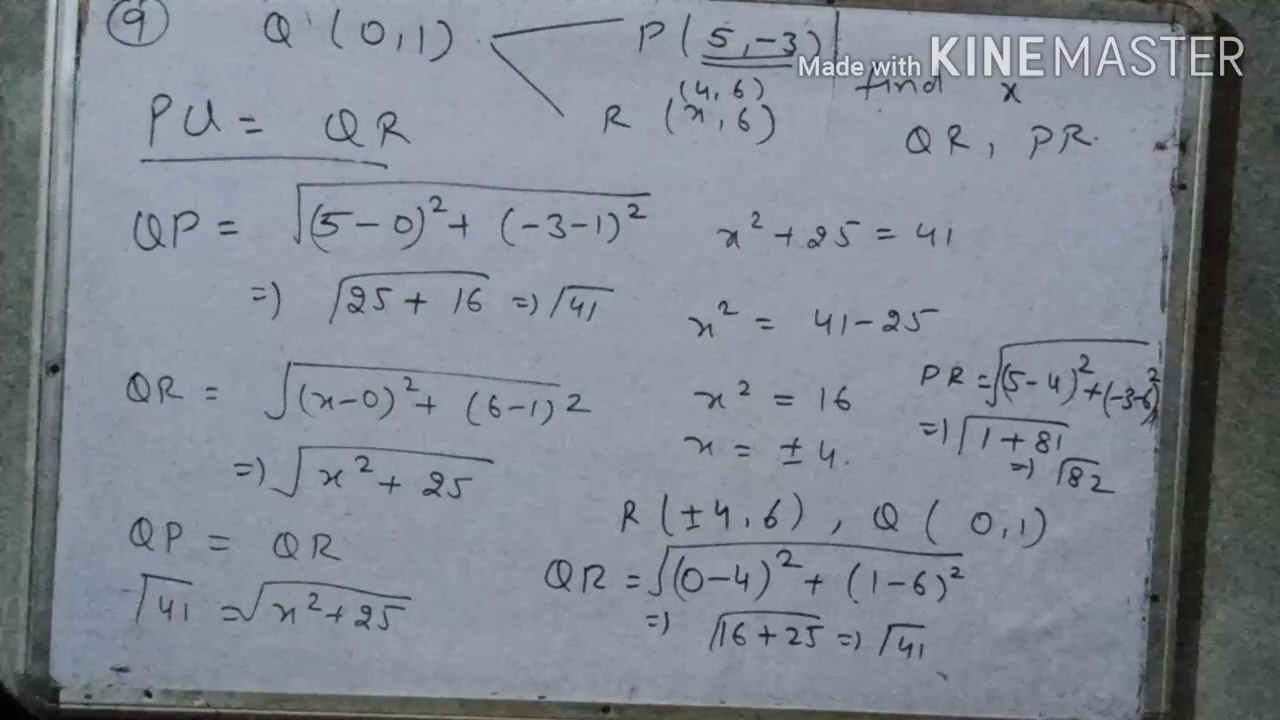 9 Q (0,1) P (5,-3)
Made with KINEMASTER
(4,6) find x
R (x,6)
QR, PR.
PQ = QR
QP = √(5-0)²+ (-3-1)²
=) √25 + 16 =) √41
QR = √(x-0)²+ (6-1)2
=) √x²+ 25
QP = QR
√41 = √x²+25
x²+25 = 41
x² = 41-25
x² = 16
x = ±4.
PR = √(5-4)²+(-3-6)²
=) √1+81
=) √82
R (±4,6), Q (0,1)
QR = √(0-4)²+ (1-6)²
=) √16+25 =) √41